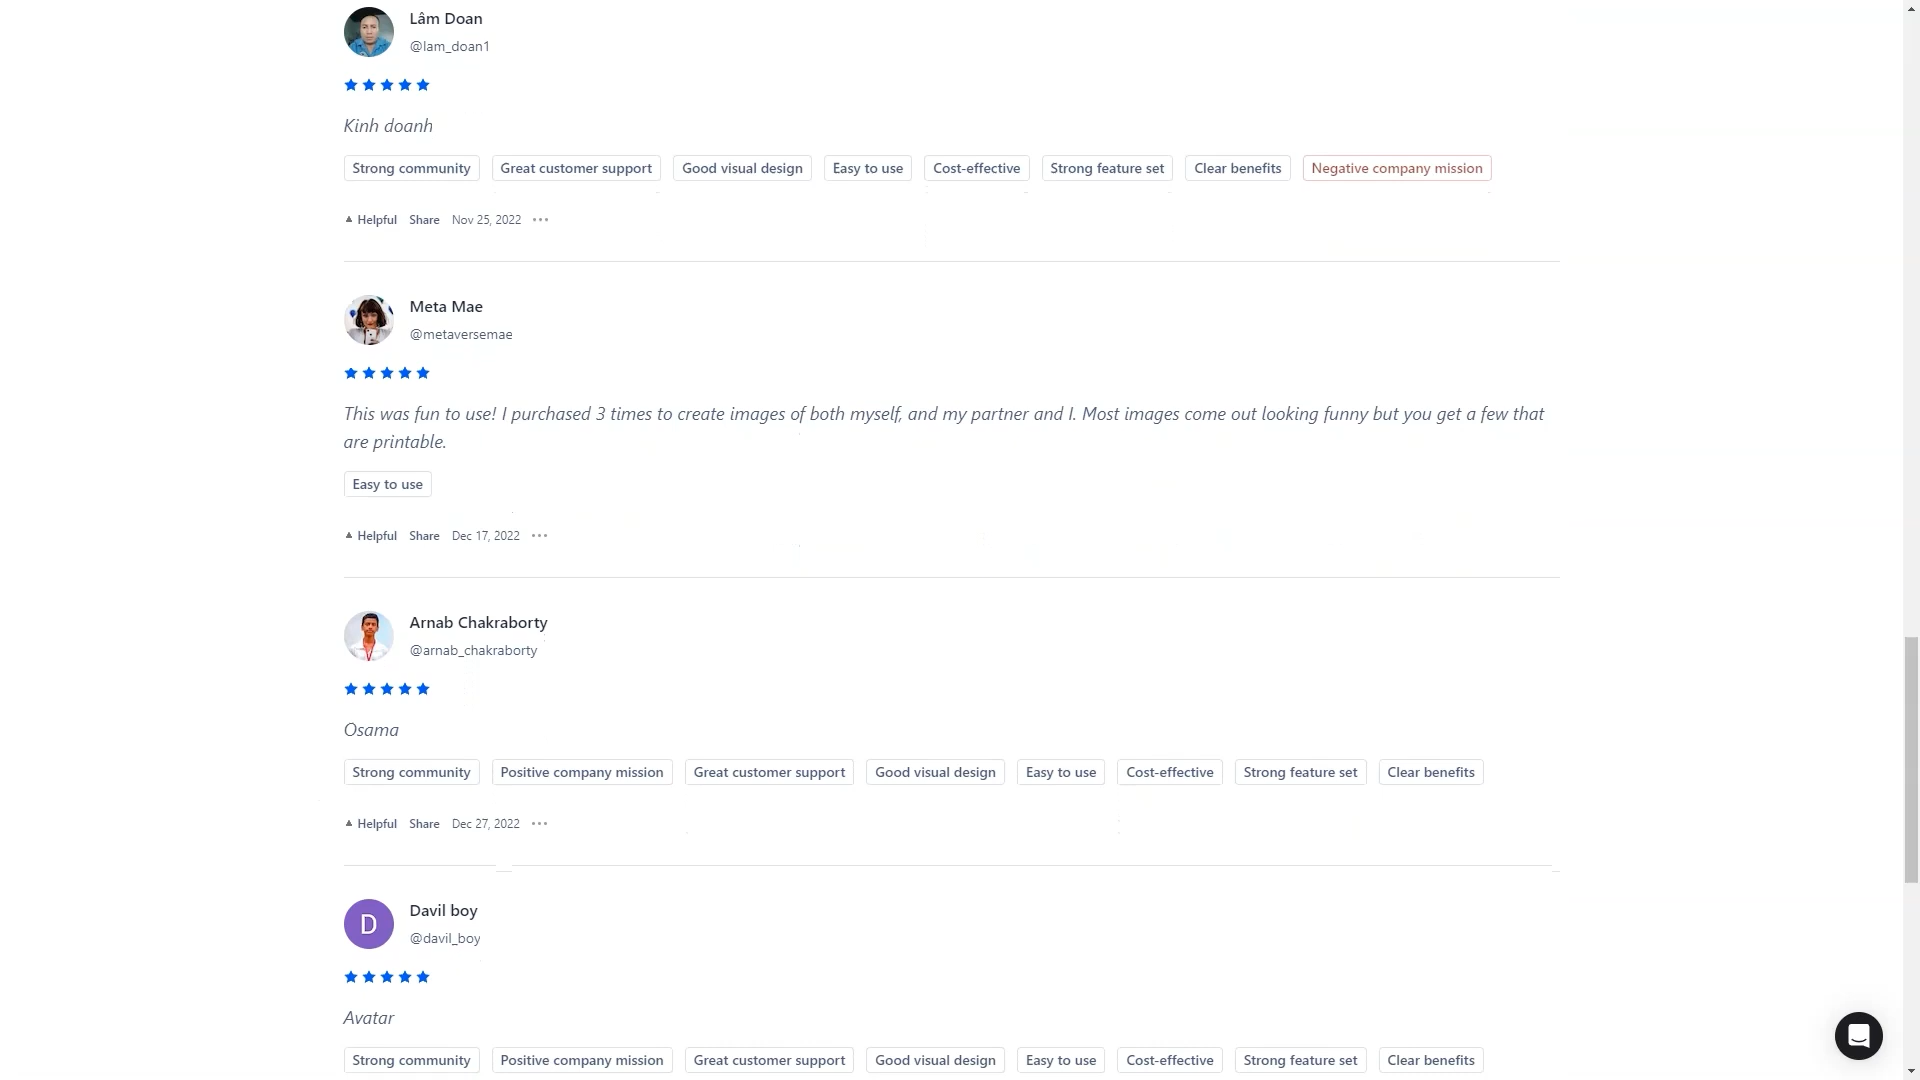 Lâm Doan
@lam_doan1
Kinh doanh
Strong community Great customer support Good visual design Easy to use Cost-effective Strong feature set Clear benefits Negative company mission
Helpful Share Nov 25, 2022
Meta Mae
@metaversemae
This was fun to use! I purchased 3 times to create images of both myself, and my partner and I. Most images come out looking funny but you get a few that
are printable.
Easy to use
Helpful Share Dec 17, 2022
Arnab Chakraborty
@arnab_chakraborty
Osama
Strong community Positive company mission Great customer support Good visual design Easy to use Cost-effective Strong feature set Clear benefits
Helpful Share Dec 27, 2022
D
Davil boy
@davil_boy
Avatar
Strong community Positive company mission Great customer support Good visual design Easy to use Cost-effective Strong feature set Clear benefits